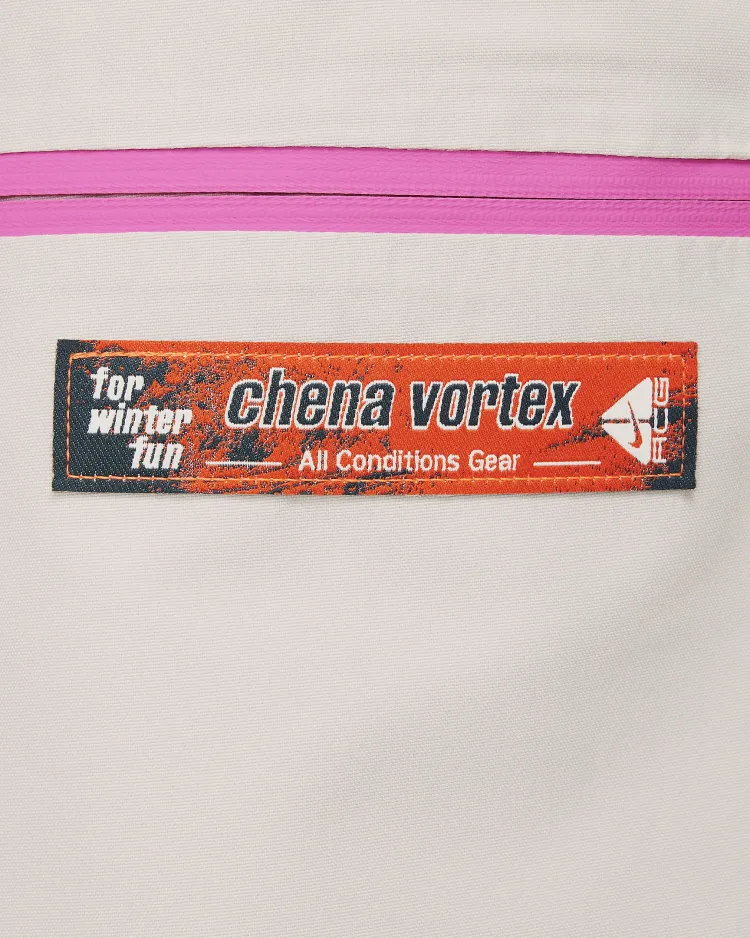 for
winter
fun
chena vortex
All Conditions Gear
ACG